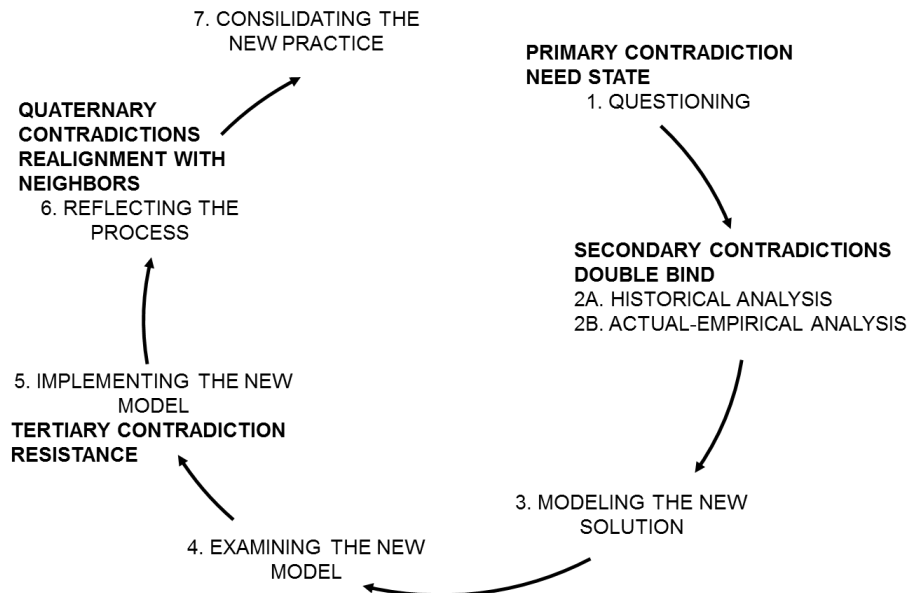 PRIMARY CONTRADICTION
NEED STATE
1. QUESTIONING
SECONDARY CONTRADICTIONS
DOUBLE BIND
2A. HISTORICAL ANALYSIS
2B. ACTUAL-EMPIRICAL ANALYSIS
3. MODELING THE NEW
SOLUTION
4. EXAMINING THE NEW
MODEL
5. IMPLEMENTING THE NEW
MODEL
TERTIARY CONTRADICTION
RESISTANCE
QUATERNARY
CONTRADICTIONS
REALIGNMENT WITH
NEIGHBORS
6. REFLECTING THE
PROCESS
7. CONSILIDATING THE
NEW PRACTICE